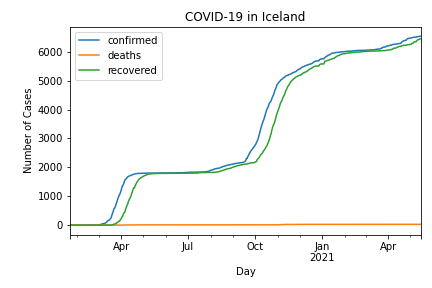 COVID-19 in Iceland
confirmed
deaths
recovered
Number of Cases
6000
5000
4000
3000
2000
1000
0
Apr
Jul
Oct
Jan
2021
Apr
Day